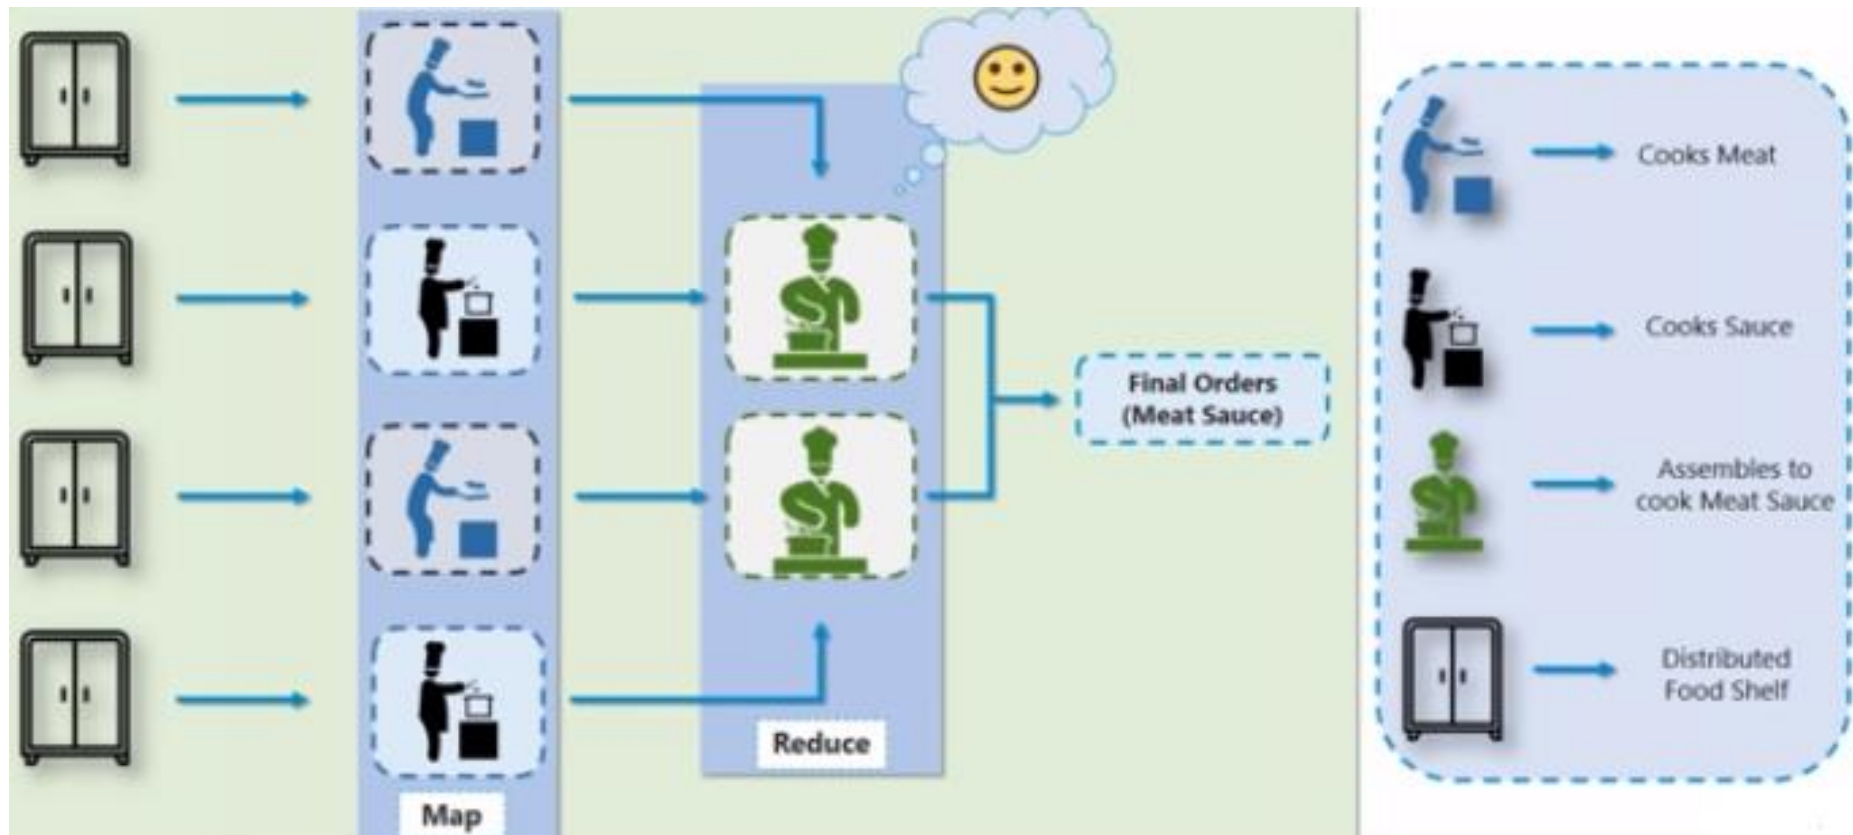 Map
Reduce
Final Orders
(Meat Sauce)
Cooks Meat
Cooks Sauce
Assembles to
cook Meat Sauce
Distributed
Food Shelf